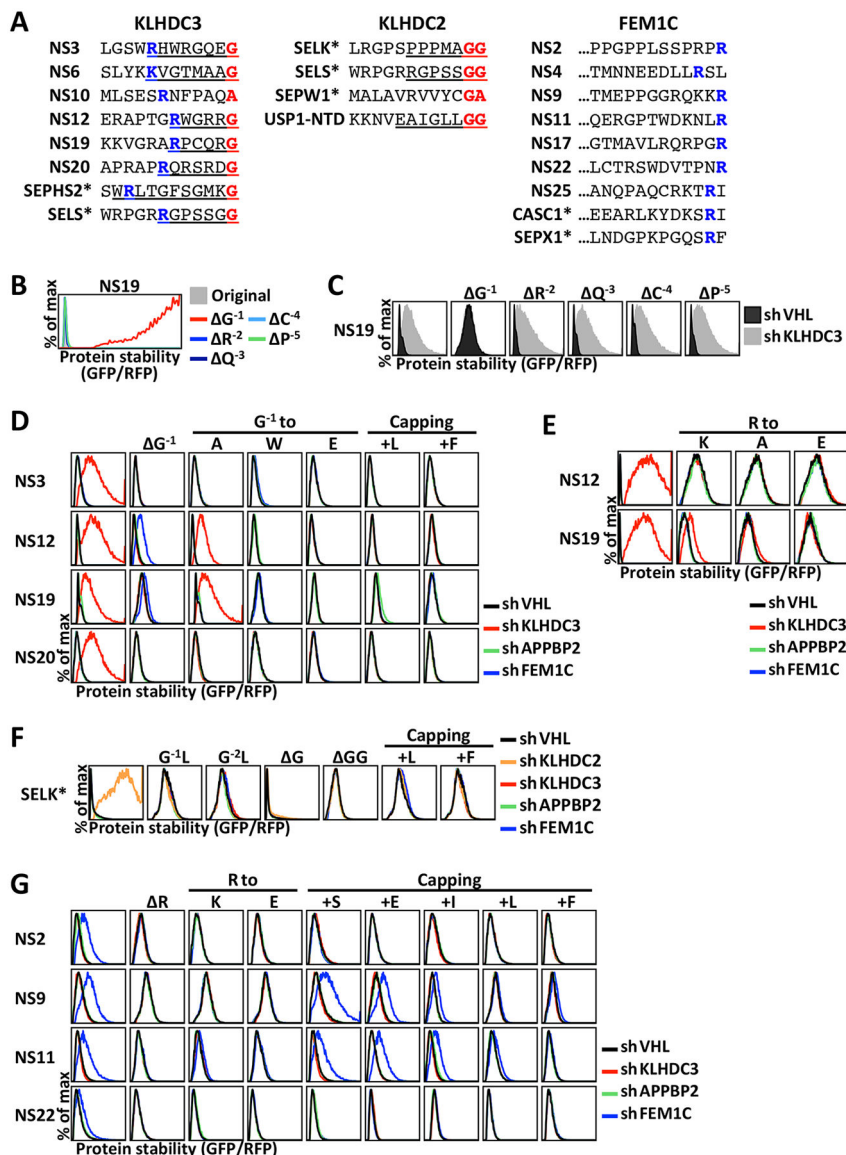 A
KLHDC3 KLHDC2 FEM1C
NS3 LGSWRHWRGQEG SELK* LRGPSPPPMAGG NS2 ...PPGPPLSSPRPR
NS6 SLYKKVGTMAAG SELS* WRPGRRGPSSGG NS4 ...TMNNEEDLLRSL
NS10 MLSESRNFPAQA SEPW1* MALAVRVVYCGA NS9 ...TMEPPGGRQKKR
NS12 ERAPTGRWGRRG USP1-NTD KKNVEAIGLLGG NS11 ...QERGPTWDKNLR
NS19 KKVGRARPCQRG NS17 ...GTMAVLRQRPGR
NS20 APRAPRQRSRDG NS22 ...LCTRSWDVTPNR
SEPHS2* SWRLTGFSGMKG NS25 ...ANQPAQCRKTRI
SELS* WRPGRRGPSSGG CASC1* ...EEARLKYDKSRI
SEPX1* ...LNDGPKPGQSRF
B
NS19
% of max
Protein stability
(GFP/RFP)
Original
ΔG⁻¹ ΔC⁻⁴
ΔR⁻² ΔP⁻⁵
ΔQ⁻³
C
ΔG⁻¹ ΔR⁻² ΔQ⁻³ ΔC⁻⁴ ΔP⁻⁵
NS19
% of max
Protein stability (GFP/RFP)
sh VHL
sh KLHDC3
D
G⁻¹ to Capping
ΔG⁻¹ A W E +L +F
NS3
NS12
NS19
NS20
% of max
Protein stability (GFP/RFP)
sh VHL
sh KLHDC3
sh APPBP2
sh FEM1C
E
R to
K A E
NS12
NS19
% of max
Protein stability (GFP/RFP)
sh VHL
sh KLHDC3
sh APPBP2
sh FEM1C
F
Capping
G⁻¹L G⁻²L ΔG ΔGG +L +F
SELK*
% of max
Protein stability (GFP/RFP)
sh VHL
sh KLHDC2
sh KLHDC3
sh APPBP2
sh FEM1C
G
R to Capping
ΔR K E +S +E +I +L +F
NS2
NS9
NS11
NS22
% of max
Protein stability (GFP/RFP)
sh VHL
sh KLHDC3
sh APPBP2
sh FEM1C